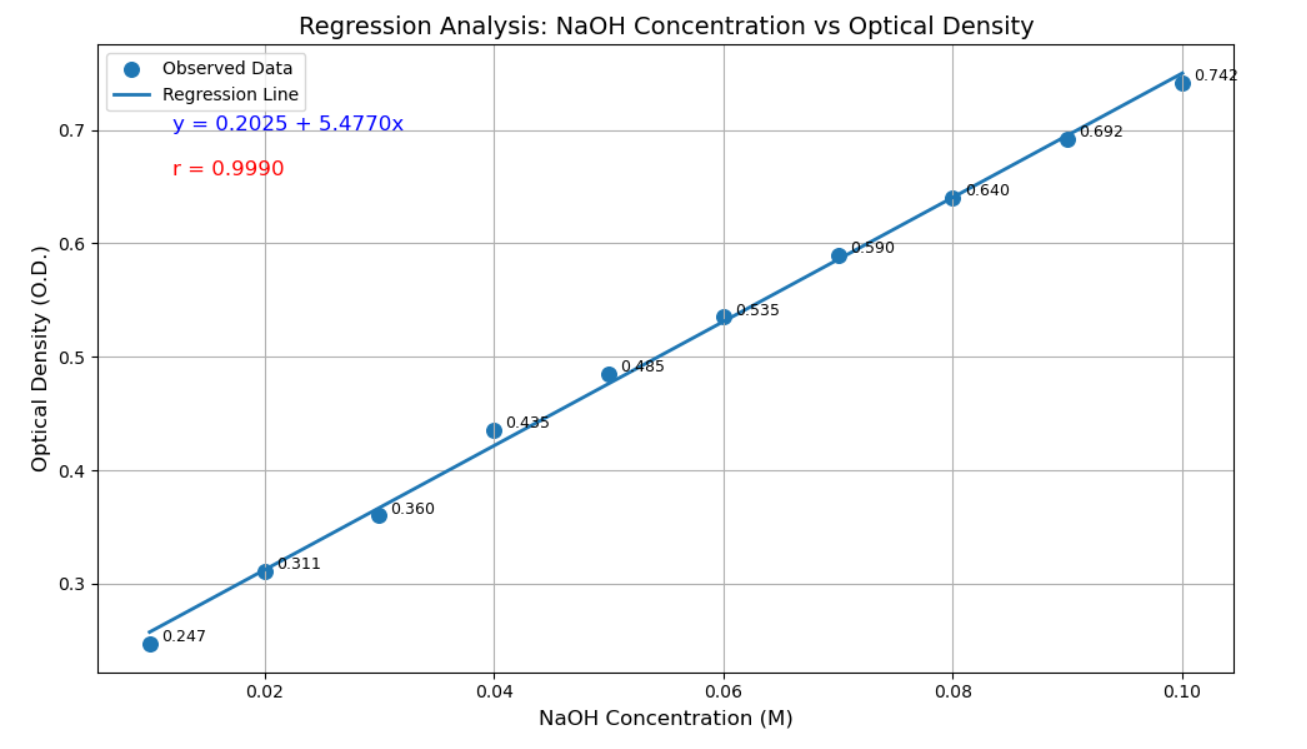 Regression Analysis: NaOH Concentration vs Optical Density
Observed Data
Regression Line
y = 0.2025 + 5.4770x
r = 0.9990
0.742
0.692
0.640
0.590
0.535
0.485
0.435
0.360
0.311
0.247
Optical Density (O.D.)
0.7
0.6
0.5
0.4
0.3
0.02
0.04
0.06
0.08
0.10
NaOH Concentration (M)